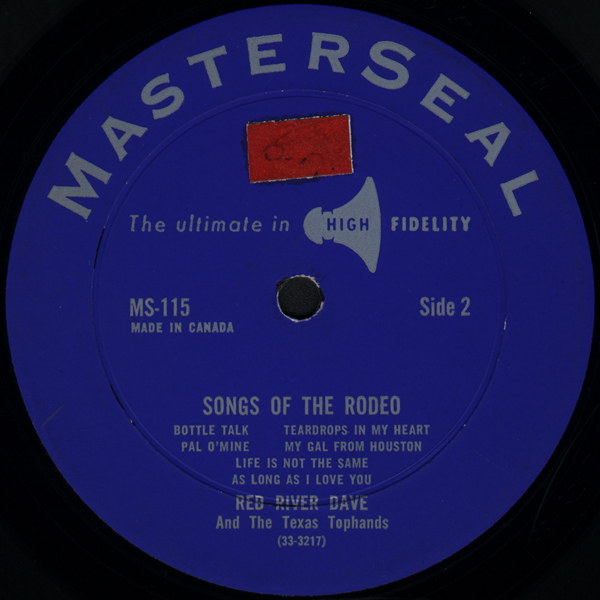 MASTERSEAL
The ultimate in HIGH FIDELITY
MS-115 Side 2
MADE IN CANADA
SONGS OF THE RODEO
BOTTLE TALK TEARDROPS IN MY HEART
PAL O'MINE MY GAL FROM HOUSTON
LIFE IS NOT THE SAME
AS LONG AS I LOVE YOU
RED RIVER DAVE
And The Texas Tophands
(33-3217)